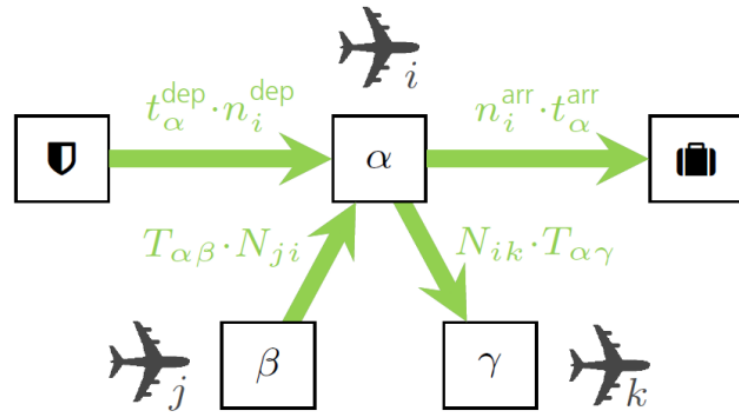 i
t_α^dep · n_i^dep
n_i^arr · t_α^arr
α
T_αβ · N_ji
N_ik · T_αγ
j
β
γ
k